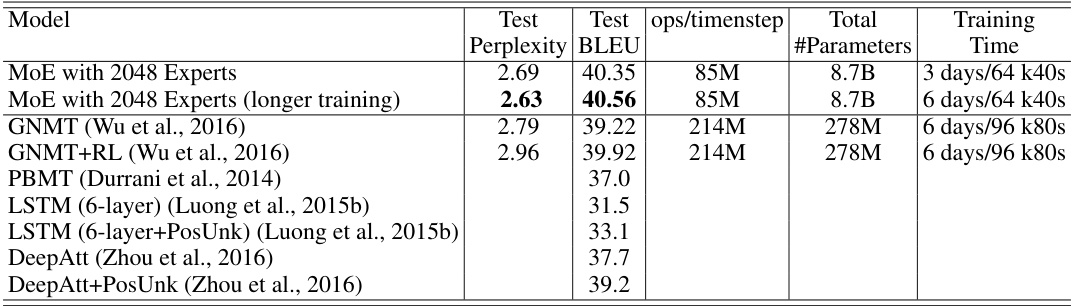 Model Test Test ops/timenstep Total Training
Perplexity BLEU #Parameters Time
MoE with 2048 Experts 2.69 40.35 85M 8.7B 3 days/64 k40s
MoE with 2048 Experts (longer training) 2.63 40.56 85M 8.7B 6 days/64 k40s
GNMT (Wu et al., 2016) 2.79 39.22 214M 278M 6 days/96 k80s
GNMT+RL (Wu et al., 2016) 2.96 39.92 214M 278M 6 days/96 k80s
PBMT (Durrani et al., 2014) 37.0
LSTM (6-layer) (Luong et al., 2015b) 31.5
LSTM (6-layer+PosUnk) (Luong et al., 2015b) 33.1
DeepAtt (Zhou et al., 2016) 37.7
DeepAtt+PosUnk (Zhou et al., 2016) 39.2